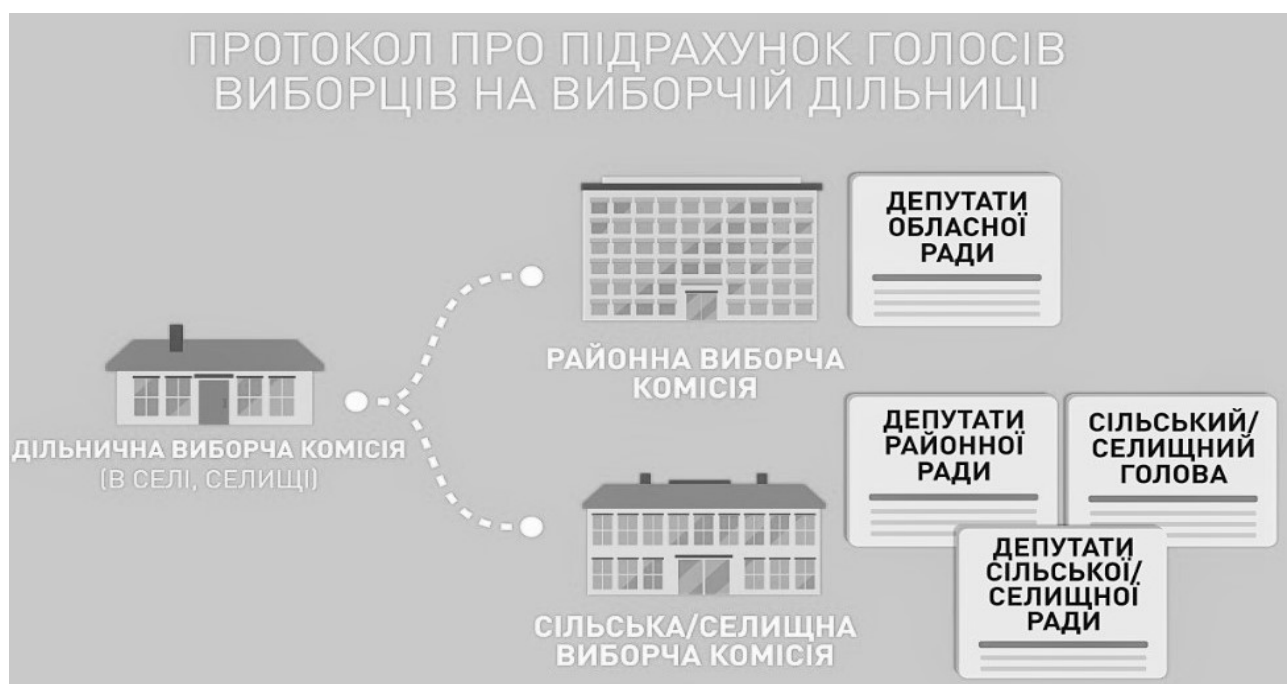 ПРОТОКОЛ ПРО ПІДРАХУНОК ГОЛОСІВ
ВИБОРЦІВ НА ВИБОРЧІЙ ДІЛЬНИЦІ
ДІЛЬНИЧНА ВИБОРЧА КОМІСІЯ
(В СЕЛІ, СЕЛИЩІ)
РАЙОННА ВИБОРЧА
КОМІСІЯ
ДЕПУТАТИ
ОБЛАСНОЇ
РАДИ
СІЛЬСЬКА/СЕЛИЩНА
ВИБОРЧА КОМІСІЯ
ДЕПУТАТИ
РАЙОННОЇ
РАДИ
СІЛЬСЬКИЙ/
СЕЛИЩНИЙ
ГОЛОВА
ДЕПУТАТИ
СІЛЬСЬКОЇ/
СЕЛИЩНОЇ
РАДИ